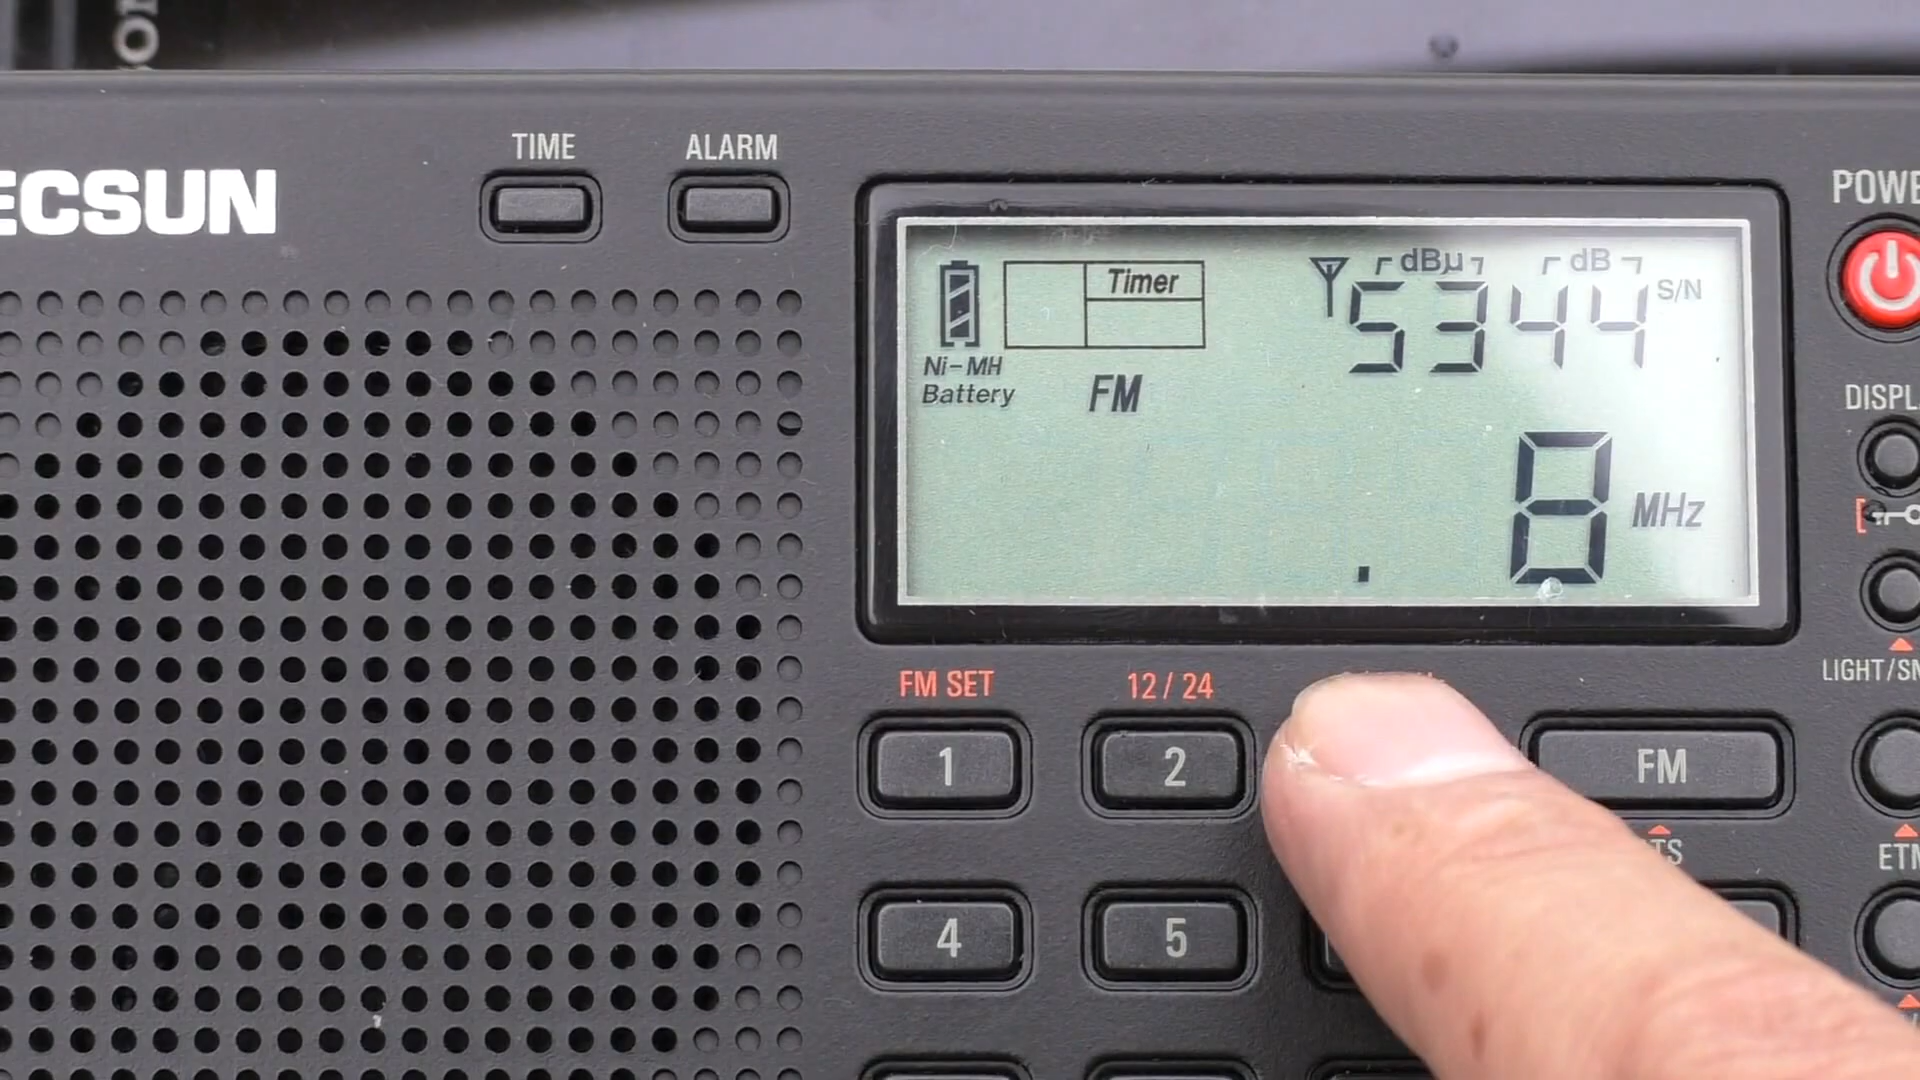 TIME
ALARM
ECSUN
POWE
Timer
dBµ dB
5344 S/N
Ni-MH
Battery
FM
DISPL
. 8 MHz
LIGHT/SN
FM SET
12/24
1
2
FM
ETM
4
5